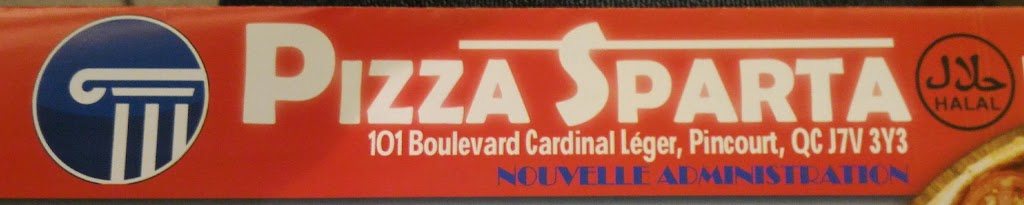 PIZZA SPARTA
101 Boulevard Cardinal Léger, Pincourt, QC J7V 3Y3
NOUVELLE ADMINISTRATION
حلال
HALAL